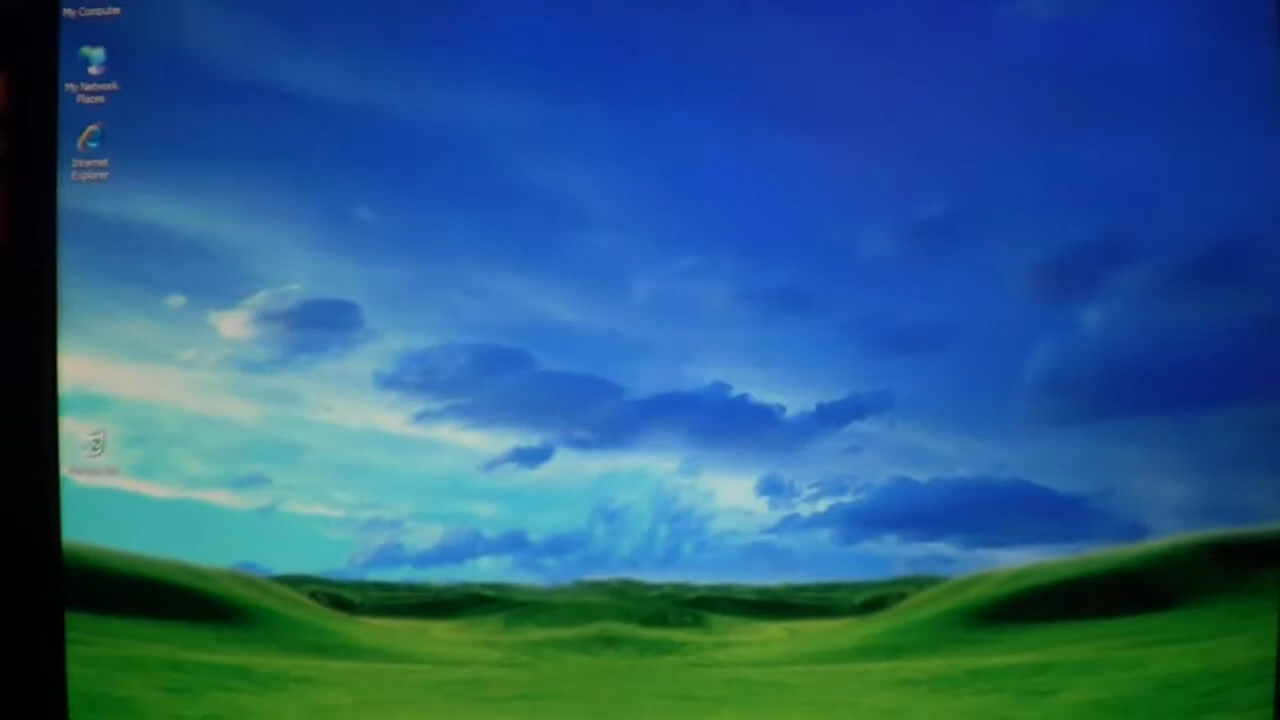 My Computer
My Network
Places
Internet
Explorer